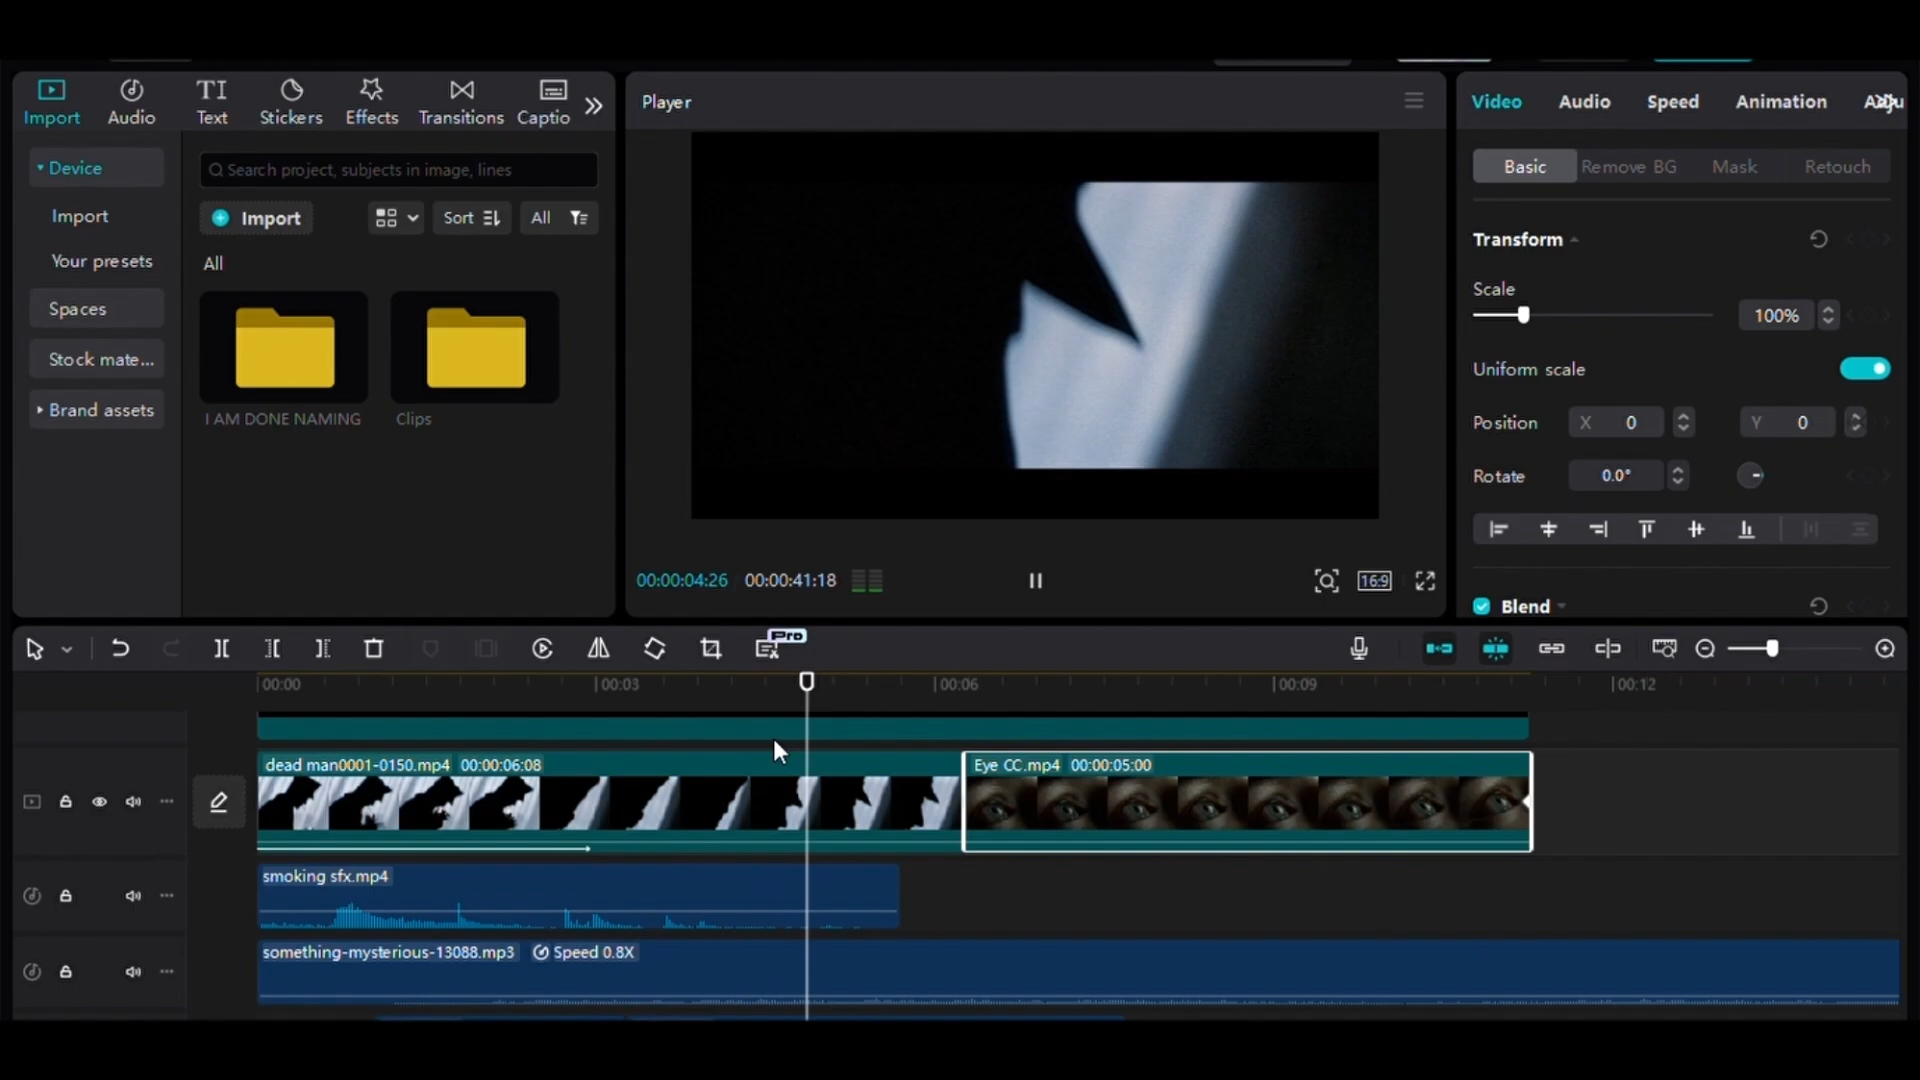 Import
Audio
Text
Stickers
Effects
Transitions
Captio
Device
Import
Your presets
Spaces
Stock mate...
Brand assets
Search project, subjects in image, lines
Import
Sort
All
All
I AM DONE NAMING
Clips
Player
00:00:04:26 00:00:41:18
16:9
Video
Audio
Speed
Animation
Basic
Remove BG
Mask
Retouch
Transform
Scale
100%
Uniform scale
Position
X 0
Y 0
Rotate
0.0°
Blend
Pro
00:00
00:03
00:06
00:09
00:12
dead man0001-0150.mp4 00:00:06:08
Eye CC.mp4 00:00:05:00
smoking sfx.mp4
something-mysterious-13088.mp3 Speed 0.8X